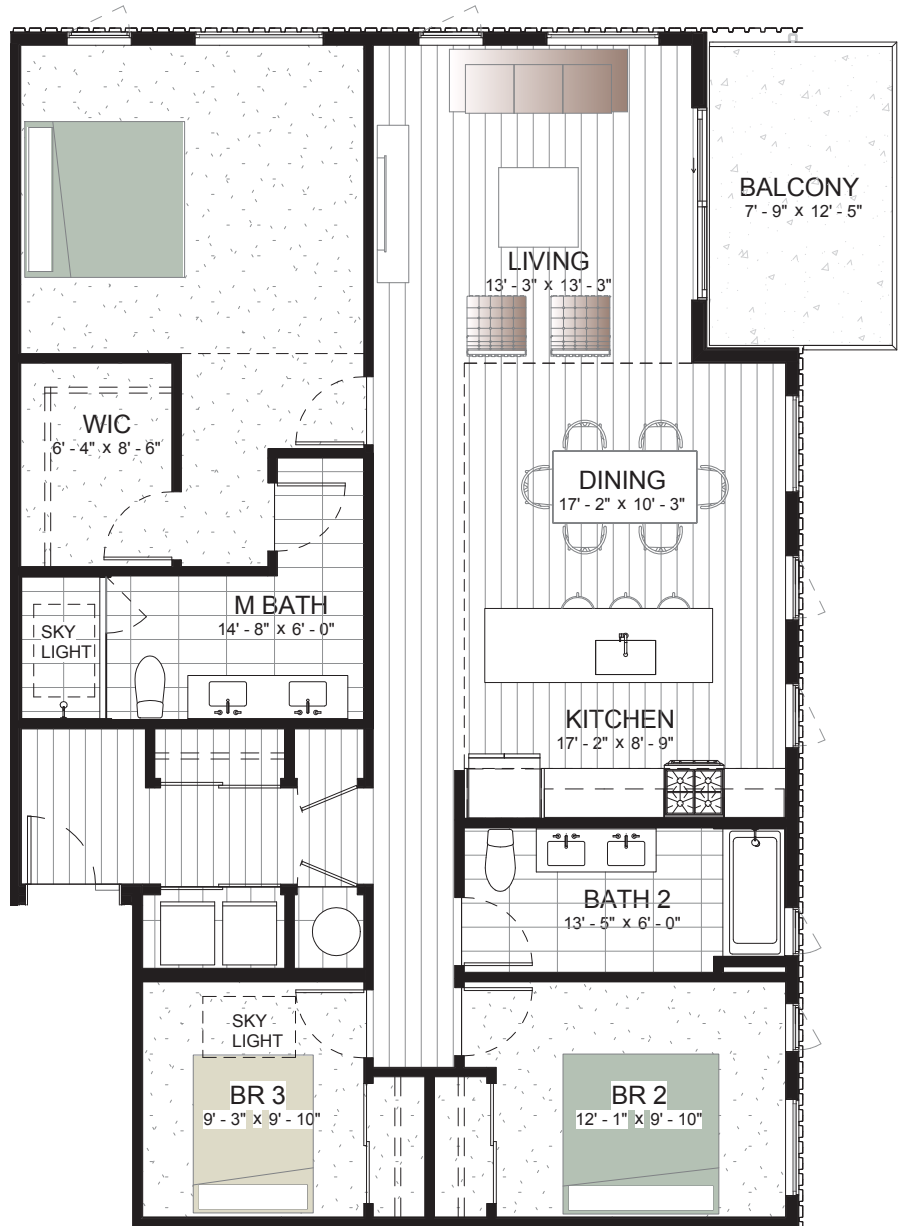 BALCONY
7' - 9" x 12' - 5"
LIVING
13' - 3" x 13' - 3"
WIC
6' - 4" x 8' - 6"
DINING
17' - 2" x 10' - 3"
M BATH
14' - 8" x 6' - 0"
SKY
LIGHT
KITCHEN
17' - 2" x 8' - 9"
BATH 2
13' - 5" x 6' - 0"
SKY
LIGHT
BR 3
9' - 3" x 9' - 10"
BR 2
12' - 1" x 9' - 10"